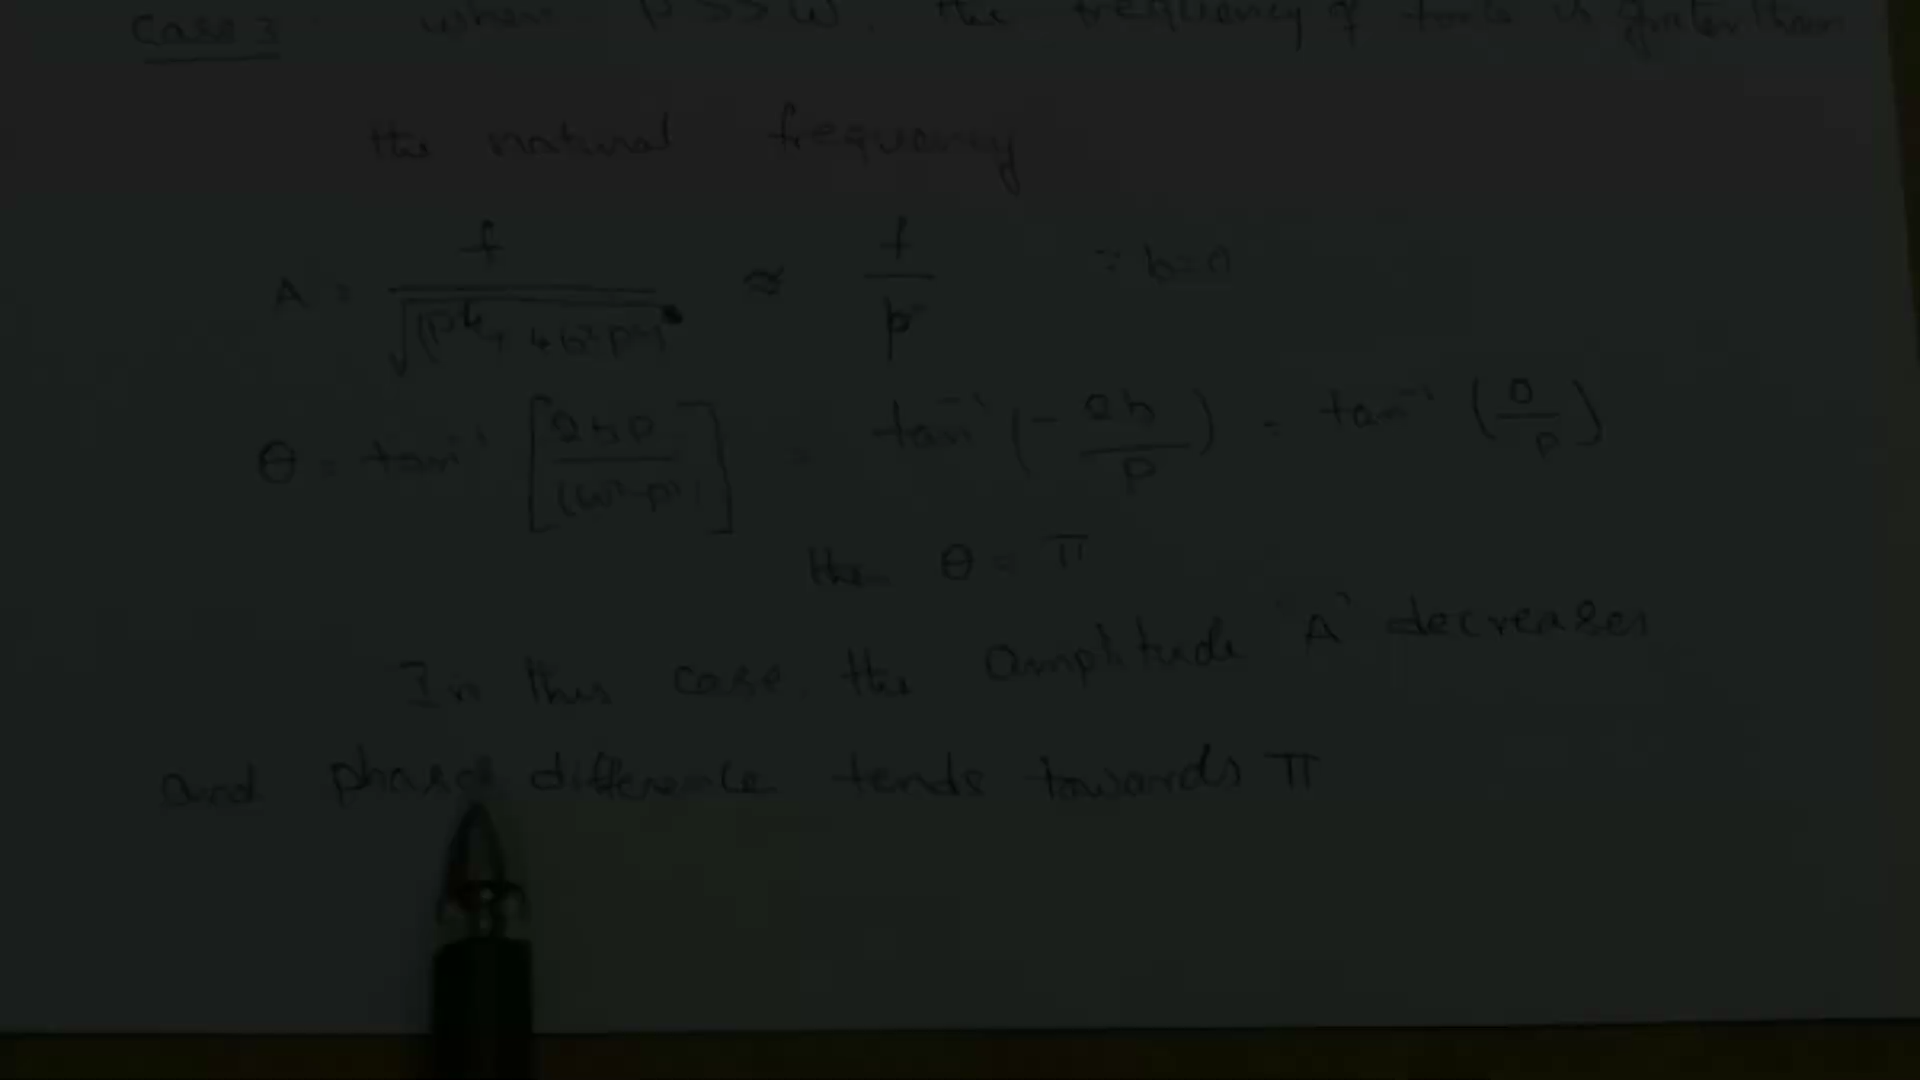 Case 3 when p >> ω. the frequency of force is greater than
the natural frequency
A = f / √(p⁴ + 4b²p²) ≈ f / p² ∵ b = 0
θ = tan⁻¹ [2bp / (ω²-p²)] = tan⁻¹ (- 2b / p) = tan⁻¹ (0 / p)
the θ = π
In this case, the amplitude 'A' decreases
and phase difference tends towards π